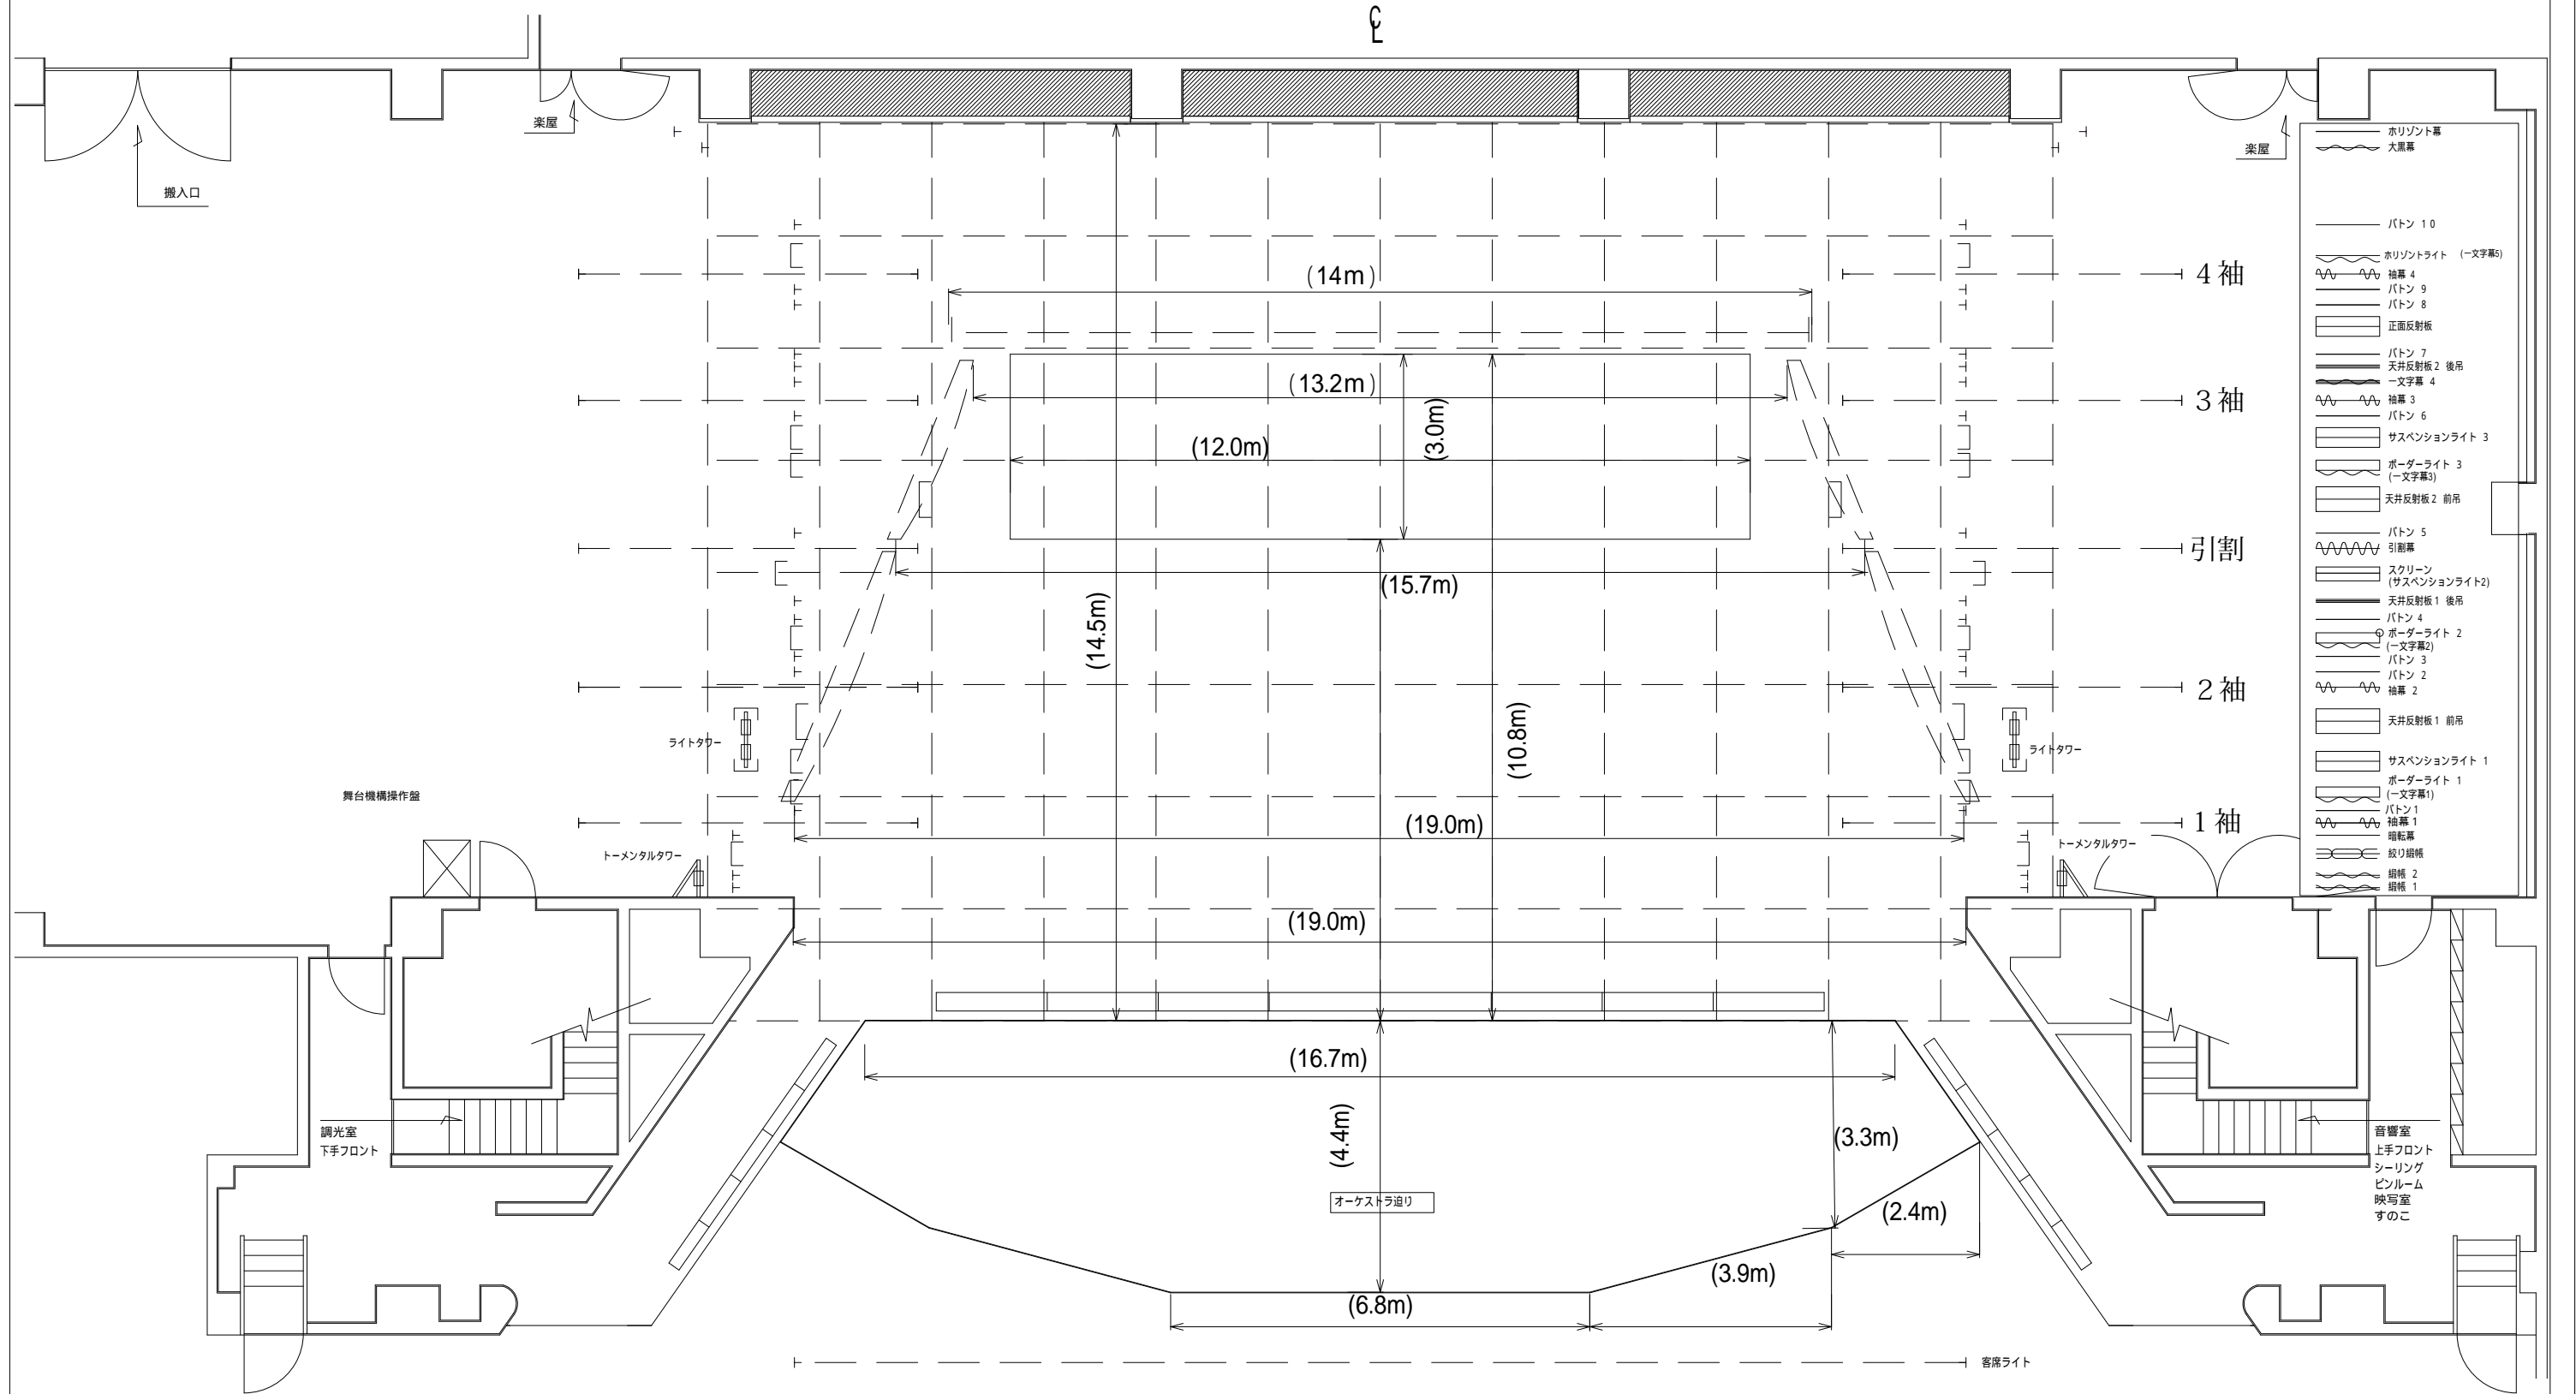 ℄
楽屋
搬入口
楽屋
ホリゾント幕
大黒幕
バトン 10
ホリゾントライト (一文字幕5)
袖幕 4
バトン 9
バトン 8
正面反射板
バトン 7
天井反射板2 後吊
一文字幕 4
袖幕 3
バトン 6
サスペンションライト 3
ボーダーライト 3
(一文字幕3)
天井反射板2 前吊
バトン 5
引割幕
スクリーン
(サスペンションライト2)
天井反射板1 後吊
バトン 4
ボーダーライト 2
(一文字幕2)
バトン 3
バトン 2
袖幕 2
天井反射板1 前吊
サスペンションライト 1
ボーダーライト 1
(一文字幕1)
バトン1
袖幕 1
暗転幕
絞り緞帳
緞帳 2
緞帳 1
4袖
3袖
引割
2袖
1袖
(14m)
(13.2m)
(12.0m)
(3.0m)
(15.7m)
(14.5m)
(10.8m)
ライトタワー
ライトタワー
舞台機構操作盤
(19.0m)
トーメンタルタワー
トーメンタルタワー
(19.0m)
(16.7m)
(4.4m)
(3.3m)
調光室
下手フロント
音響室
上手フロント
シーリング
ピンルーム
映写室
すのこ
オーケストラ迫り
(2.4m)
(3.9m)
(6.8m)
客席ライト